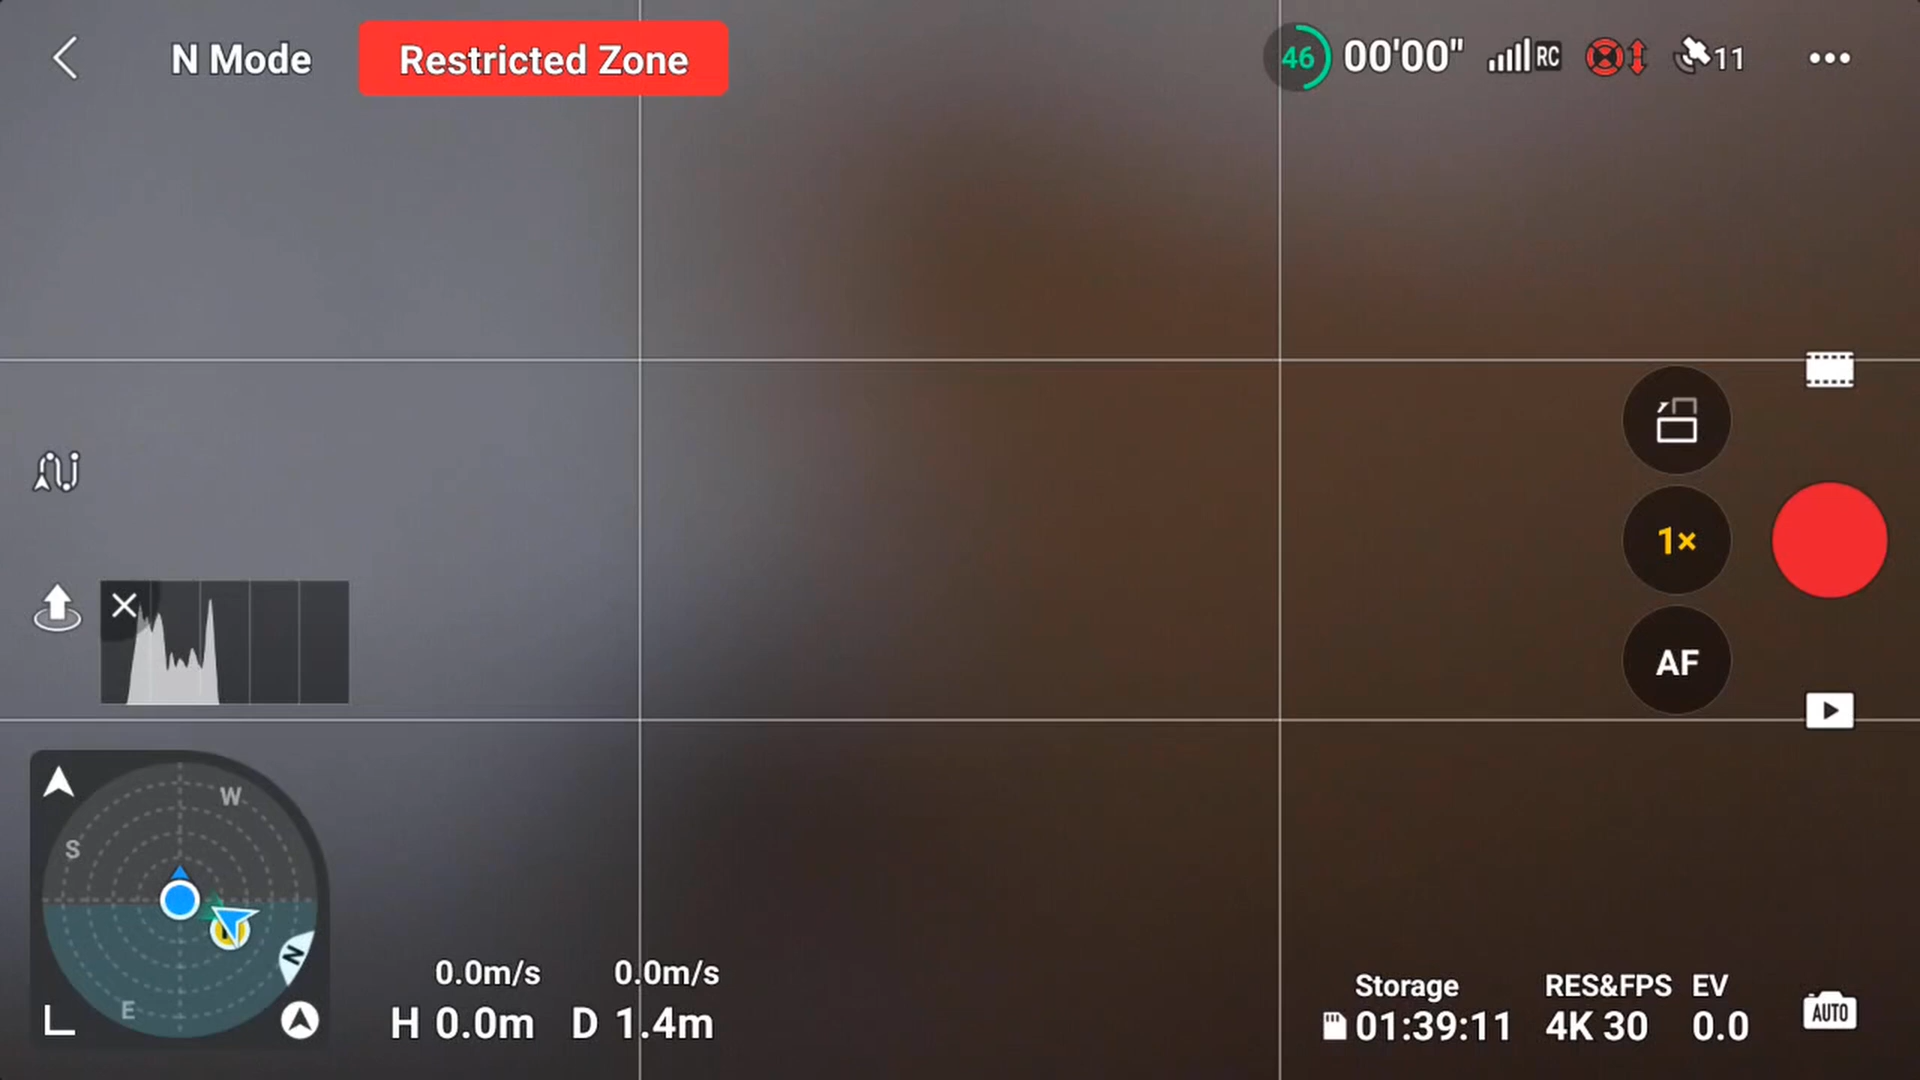 N Mode
Restricted Zone
46
00'00"
RC
11
1×
AF
W
S
N
E
0.0m/s 0.0m/s
H 0.0m D 1.4m
Storage
01:39:11
RES&FPS
4K 30
EV
0.0
AUTO